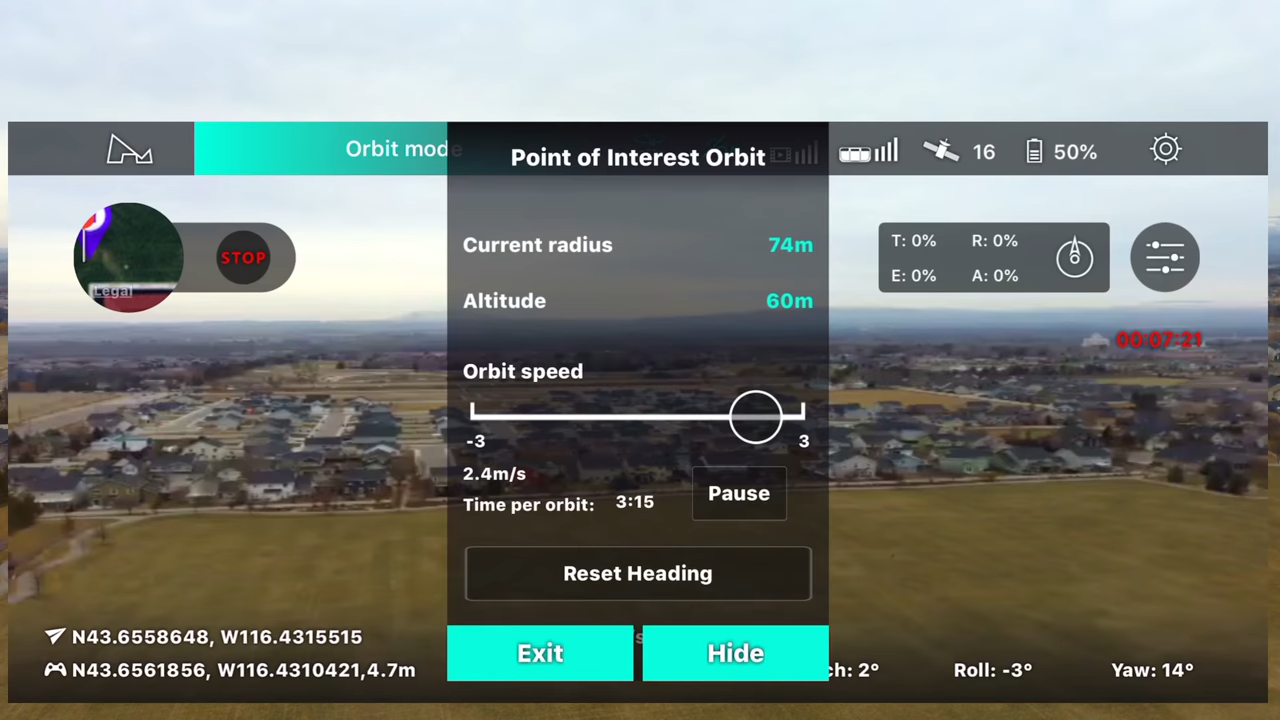 Orbit mode
Point of Interest Orbit
16
50%
Legal
STOP
Current radius 74m
T: 0% R: 0%
E: 0% A: 0%
Altitude 60m
00:07:21
Orbit speed
-3 3
2.4m/s
Time per orbit: 3:15
Pause
Reset Heading
N43.6558648, W116.4315515
Exit Hide
N43.6561856, W116.4310421,4.7m
ch: 2° Roll: -3° Yaw: 14°